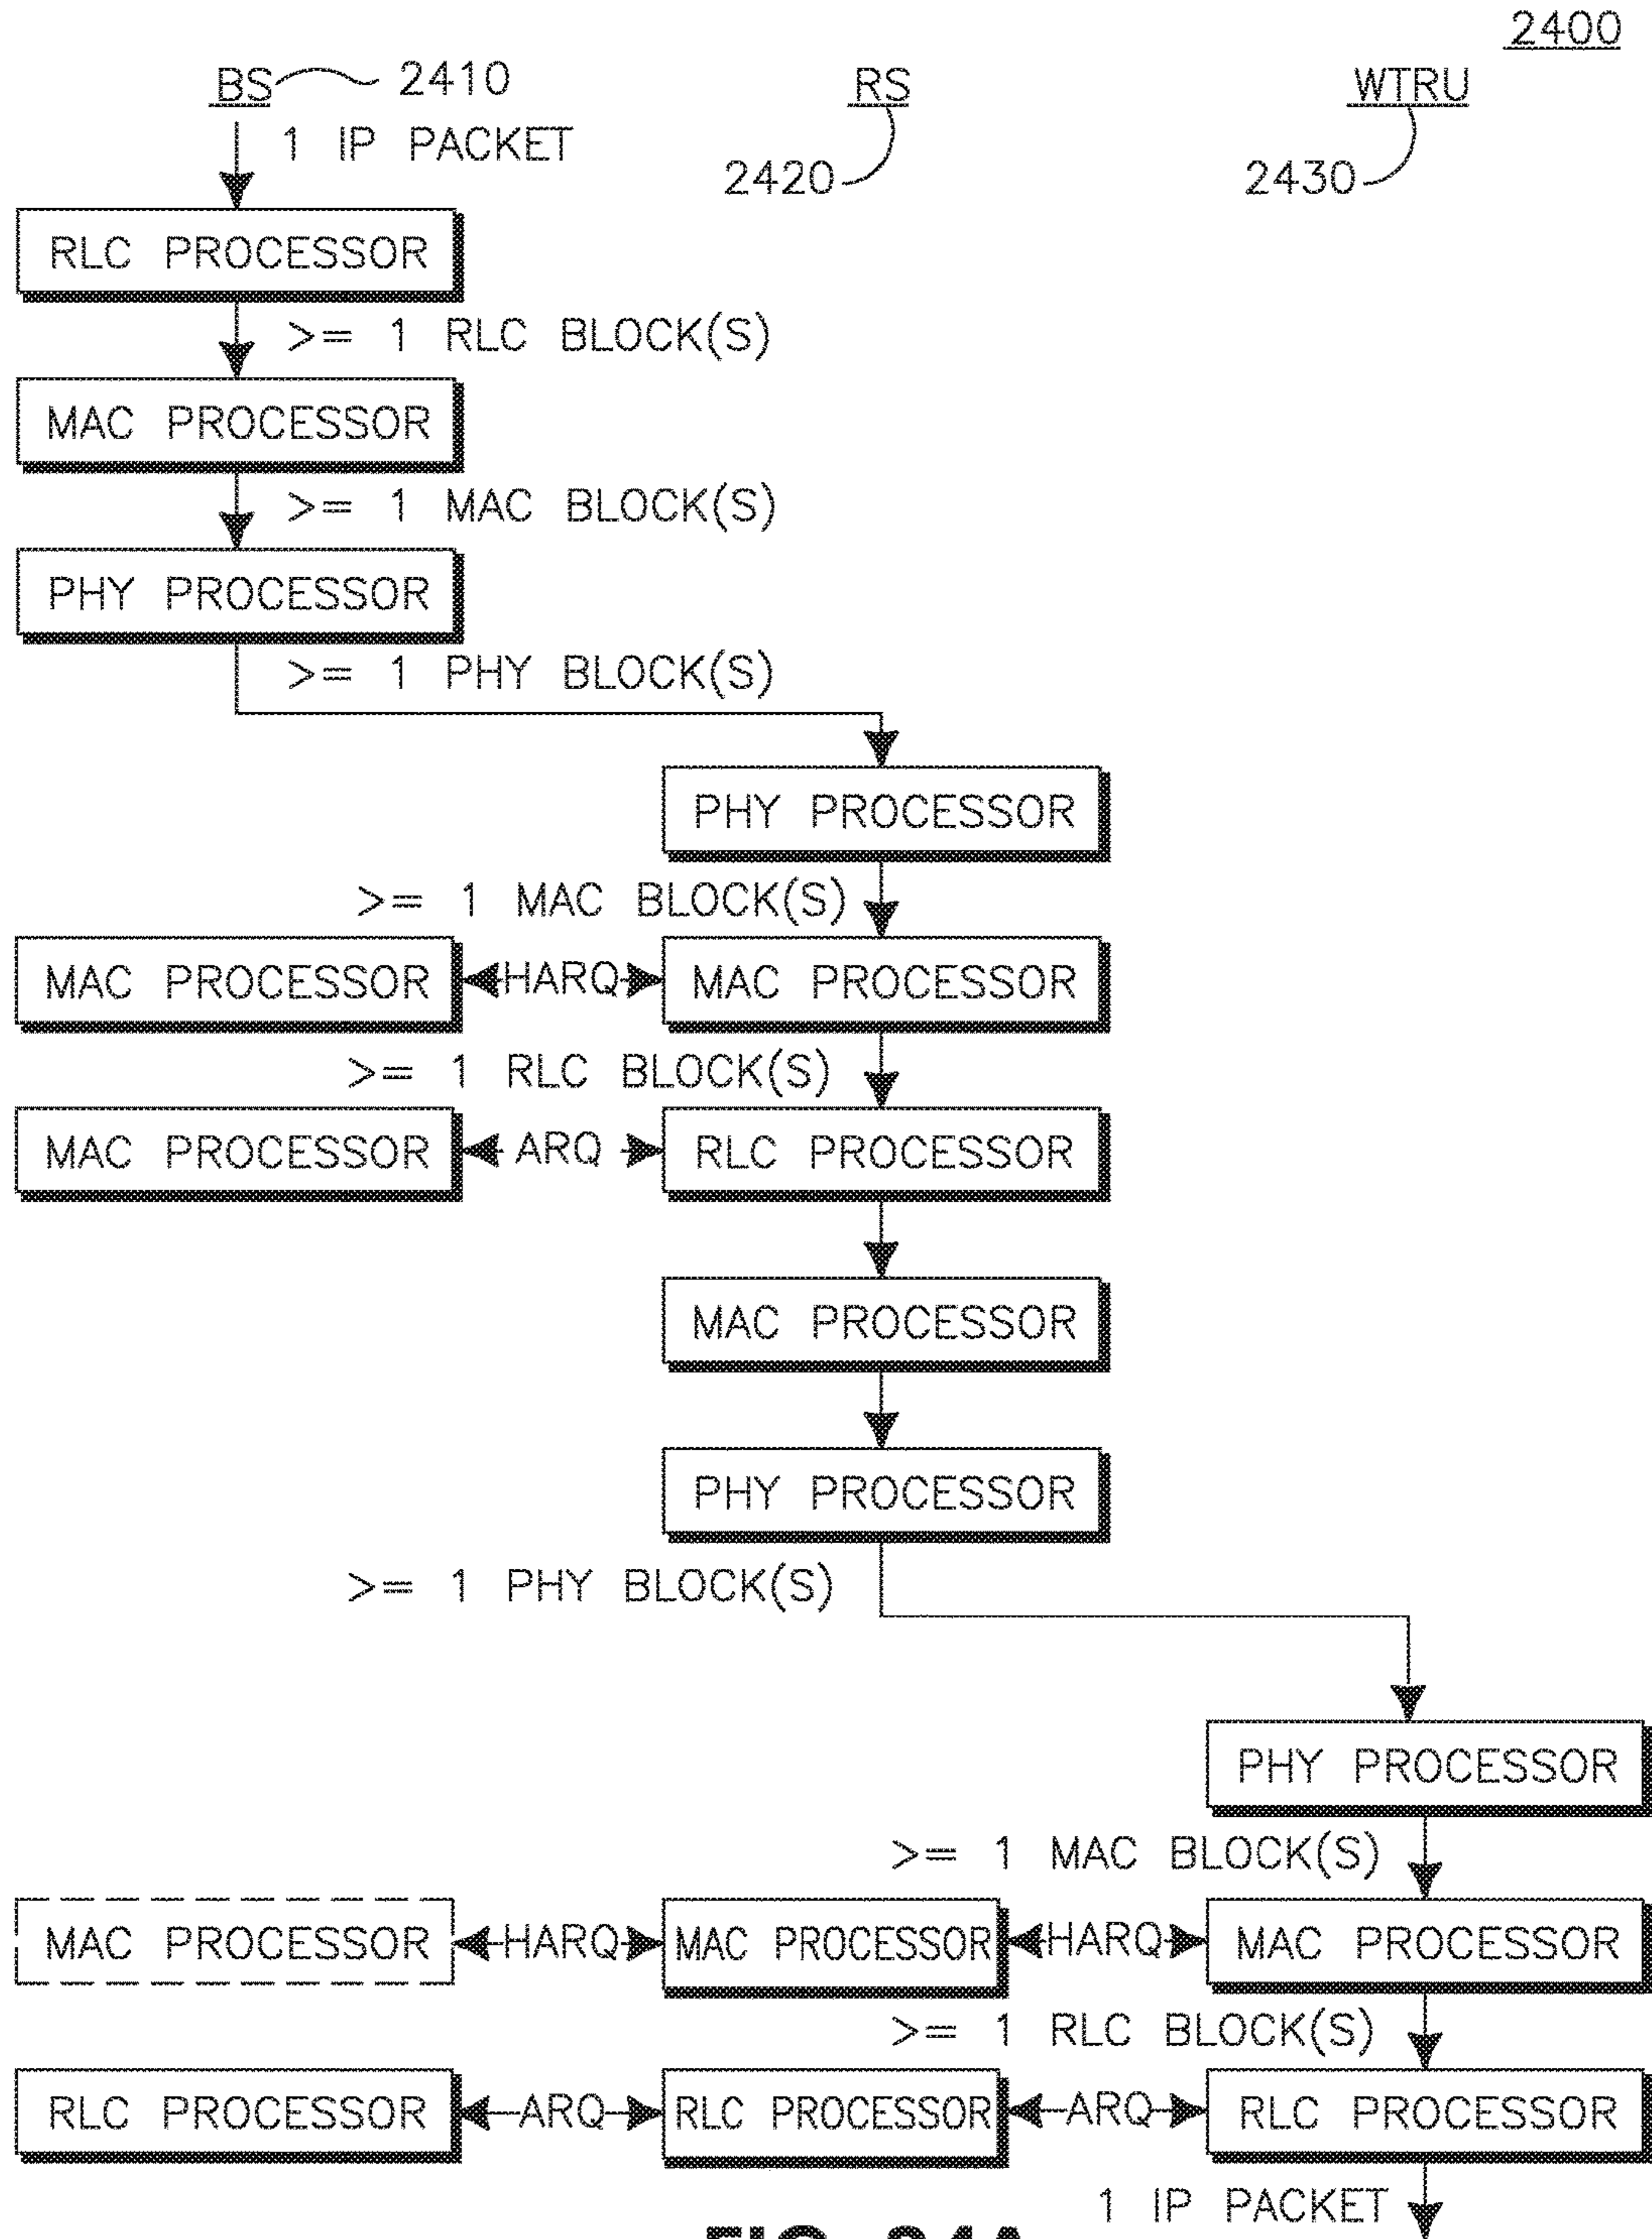 2400
BS 2410 RS WTRU
1 IP PACKET
2420 2430
RLC PROCESSOR
>= 1 RLC BLOCK(S)
MAC PROCESSOR
>= 1 MAC BLOCK(S)
PHY PROCESSOR
>= 1 PHY BLOCK(S)
PHY PROCESSOR
>= 1 MAC BLOCK(S)
MAC PROCESSOR HARQ MAC PROCESSOR
>= 1 RLC BLOCK(S)
MAC PROCESSOR ARQ RLC PROCESSOR
MAC PROCESSOR
PHY PROCESSOR
>= 1 PHY BLOCK(S)
PHY PROCESSOR
>= 1 MAC BLOCK(S)
MAC PROCESSOR HARQ MAC PROCESSOR HARQ MAC PROCESSOR
>= 1 RLC BLOCK(S)
RLC PROCESSOR ARQ RLC PROCESSOR ARQ RLC PROCESSOR
1 IP PACKET
FIG. 24A